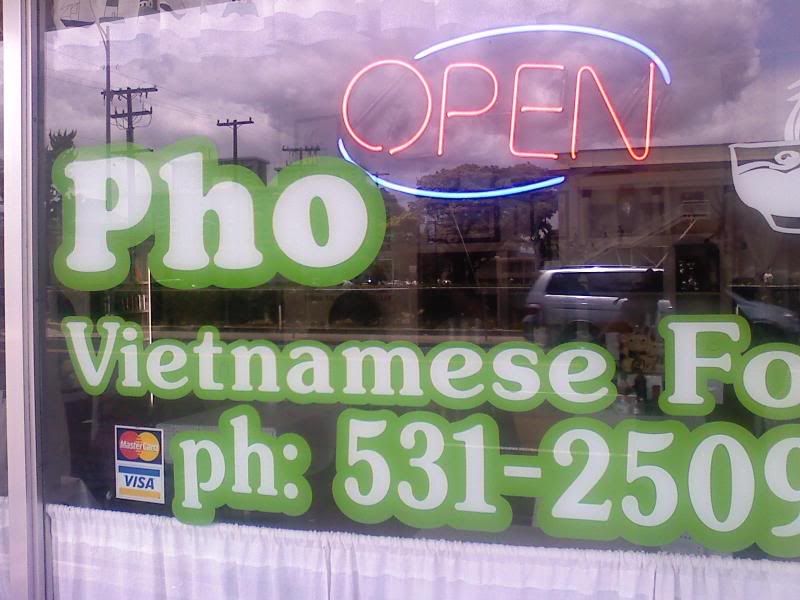 OPEN
Pho
Vietnamese Fo
MasterCard
VISA
ph: 531-2509